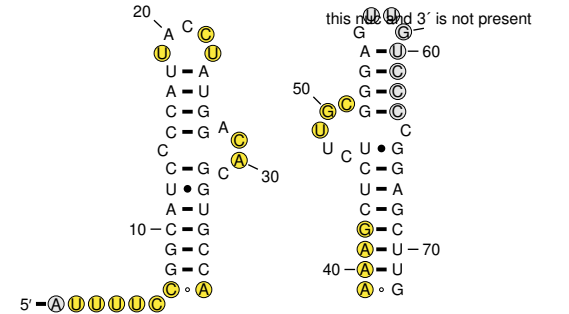 20
A C C
U U
U A
A U
C G
C G A C
C A 30
C G C
U G
A U
10 C G
G C
G C
C A
5′ A U U U U C
this nuc and 3´ is not present
U U
G G
A U 60
G C
G C
50 G C G C
U C
U C U G
C G
U A
C G
G C
A U 70
40 A U
A G